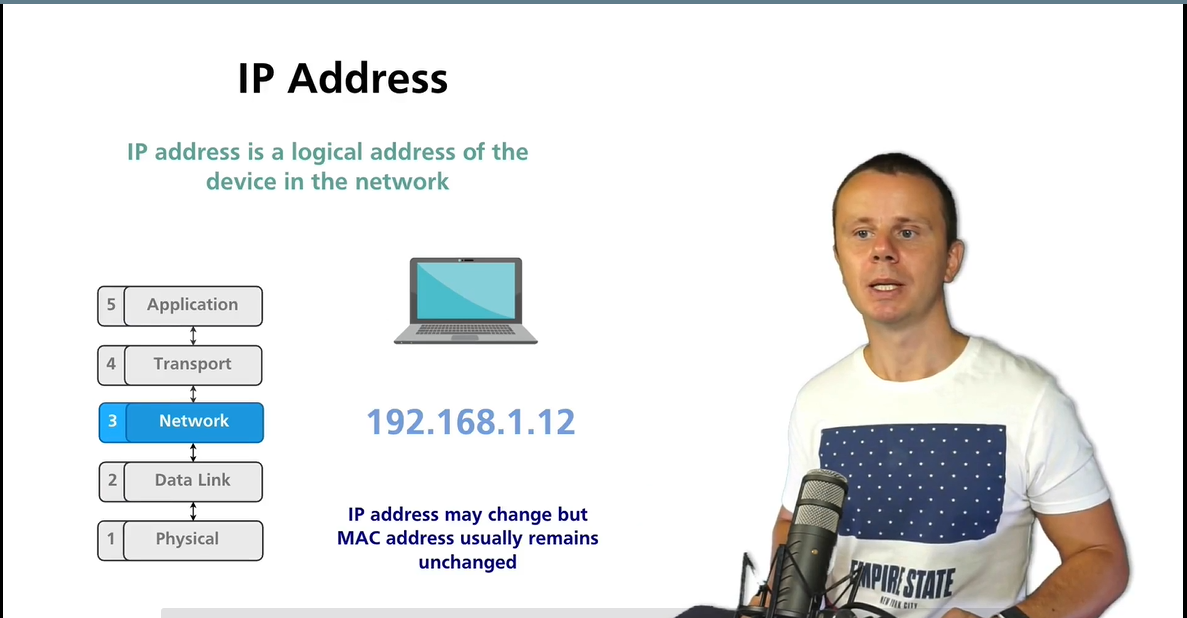 IP Address
IP address is a logical address of the
device in the network
5 Application
4 Transport
3 Network
2 Data Link
1 Physical
192.168.1.12
IP address may change but
MAC address usually remains
unchanged
EMPIRE STATE
NEW YORK CITY